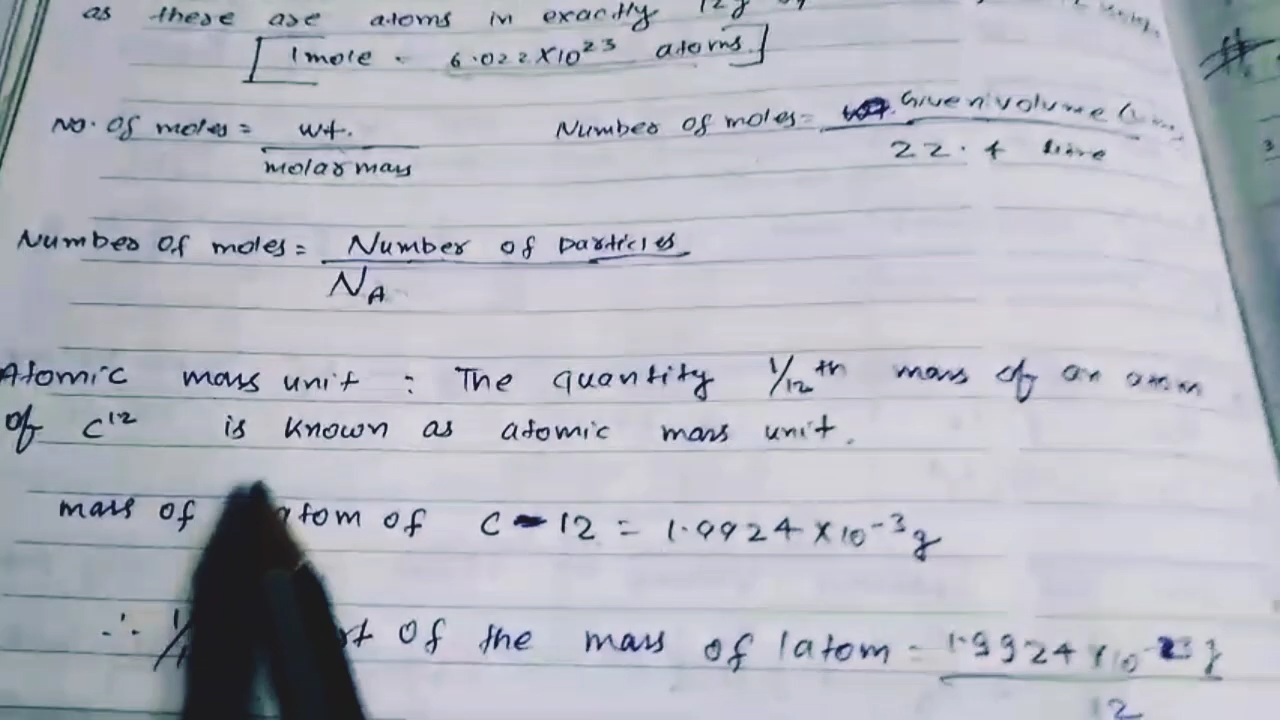 as these are atoms in exactly 12g
[1mole = 6.022×10²³ atoms]
No. of moles = wt. / molar mass
Number of moles = Given volume / 22.4 litre
Number of moles = Number of particles / N_A
Atomic mass unit : The quantity 1/12th mass of an atom
of C¹² is known as atomic mass unit.
mass of atom of C-12 = 1.9924×10⁻³g
∴ of the mass of 1atom = 1.9924×10⁻²³g / 12